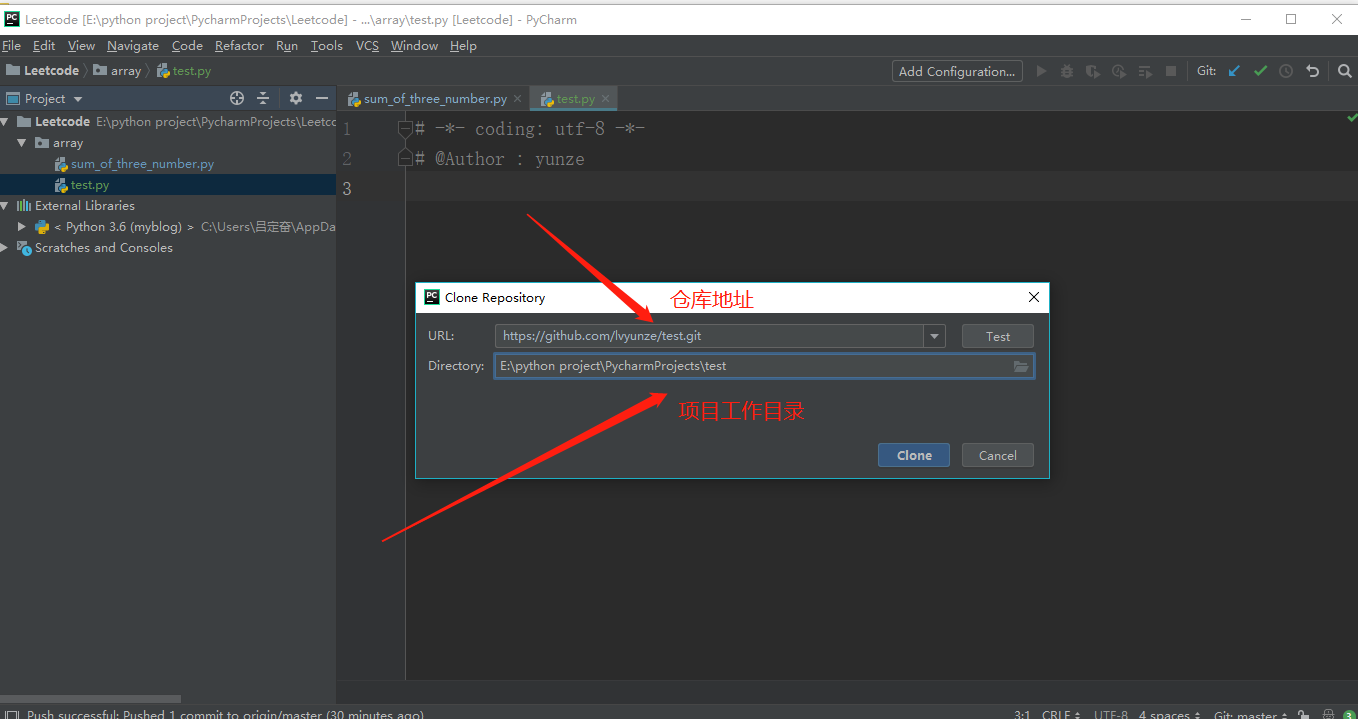 Leetcode [E:\python project\PycharmProjects\Leetcode] - ...\array\test.py [Leetcode] - PyCharm
File Edit View Navigate Code Refactor Run Tools VCS Window Help
Leetcode array test.py Add Configuration... Git:
Project sum_of_three_number.py test.py
Leetcode E:\python project\PycharmProjects\Leetc
array
sum_of_three_number.py
test.py
External Libraries
< Python 3.6 (myblog) > C:\Users\吕定奋\AppDa
Scratches and Consoles
1 # -*- coding: utf-8 -*-
2 # @Author : yunze
3
Clone Repository 仓库地址
URL: https://github.com/lvyunze/test.git Test
Directory: E:\python project\PycharmProjects\test
项目工作目录
Clone Cancel
Push successful: Pushed 1 commit to origin/master (30 minutes ago) 3:1 CRLF UTF-8 4 spaces Git: master 3